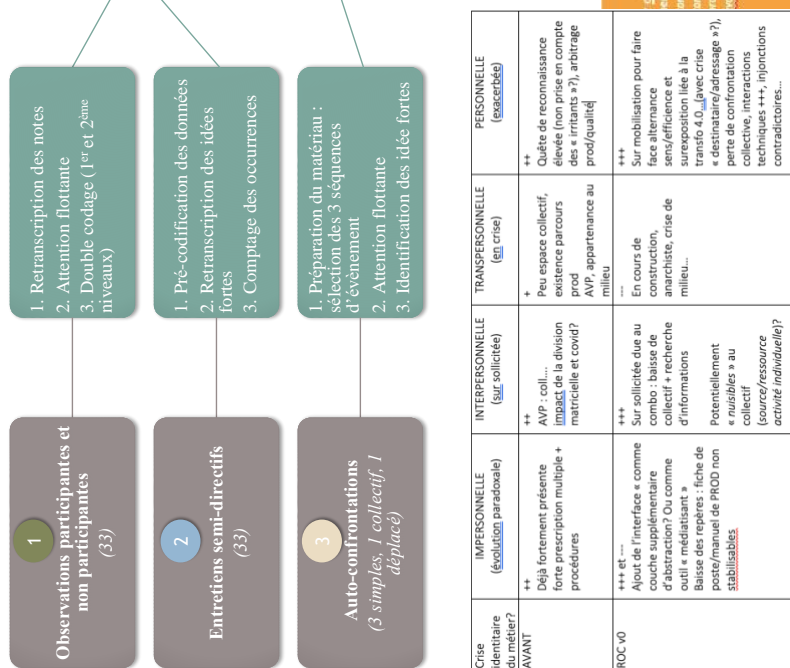 1
Observations participantes et
non participantes
(33)
1. Retranscription des notes
2. Attention flottante
3. Double codage (1er et 2ème
niveaux)
2
Entretiens semi-directifs
(33)
1. Pré-codification des données
2. Retranscription des idées
fortes
3. Comptage des occurrences
3
Auto-confrontations
(3 simples, 1 collectif, 1
déplacé)
1. Préparation du matériau :
sélection des 3 séquences
d'événement
2. Attention flottante
3. Identification des idée fortes
Crise
identitaire
du métier?
IMPERSONNELLE
(évolution paradoxale)
INTERPERSONNELLE
(sur sollicitée)
TRANSPERSONNELLE
(en crise)
PERSONNELLE
(exacerbée)
AVANT
++
Déjà fortement présente
forte prescription multiple +
procédures
++
AVP : coll....
impact de la division
matricielle et covid?
+
Peu espace collectif,
existence parcours
prod
AVP, appartenance au
milieu
++
Quête de reconnaissance
élevée (non prise en compte
des « irritants »?), arbitrage
prod/qualité
ROC v0
+++ et ---
Ajout de l'interface « comme
couche supplémentaire
d'abstraction? Ou comme
outil « médiatisant »
Baisse des repères : fiche de
poste/manuel de PROD non
stabilisables
+++
Sur sollicitée due au
combo : baisse de
collectif + recherche
d'informations
Potentiellement
« nuisibles » au
collectif
(source/ressource
activité individuelle)?
---
En cours de
construction,
anarchiste, crise de
milieu...
+++
Sur mobilisation pour faire
face alternance
sens/efficience et
surexposition liée à la
transfo 4.0...(avec crise
« destinataire/adressage »?),
perte de confrontation
collective, interactions
techniques +++, injonctions
contradictoires...